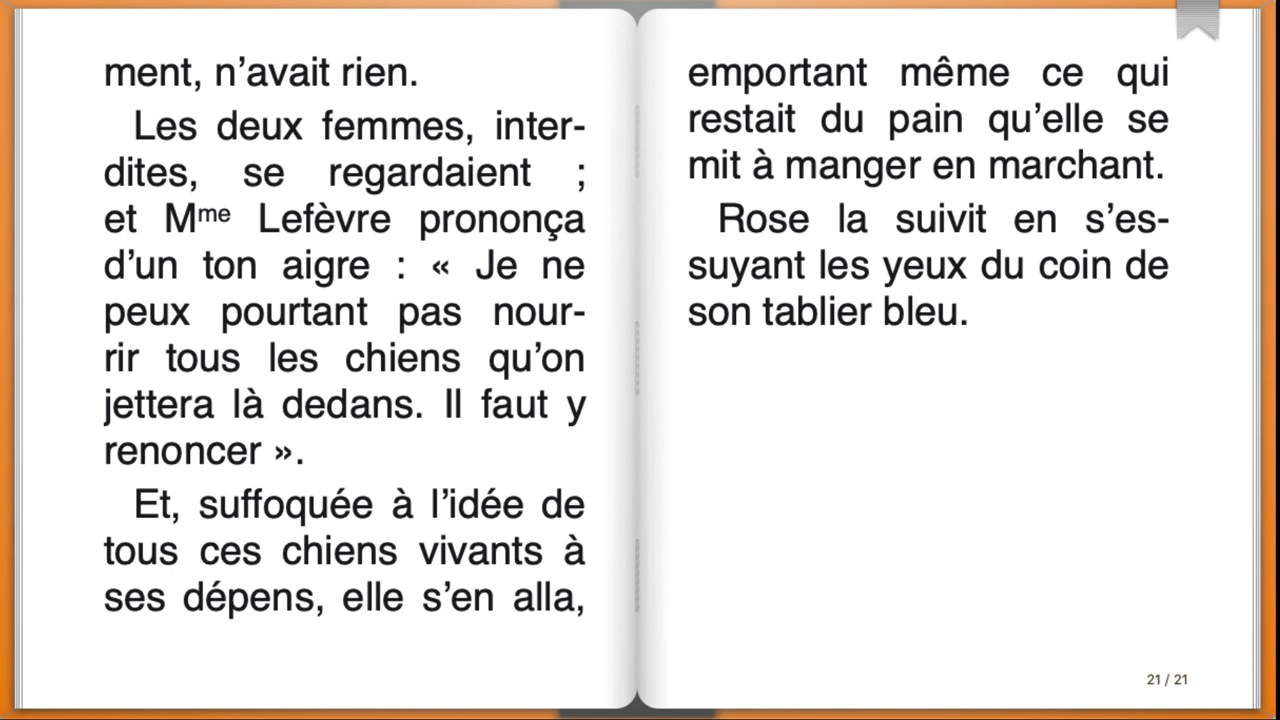 ment, n’avait rien.
Les deux femmes, inter-
dites, se regardaient ;
et Mme Lefèvre prononça
d’un ton aigre : « Je ne
peux pourtant pas nour-
rir tous les chiens qu’on
jettera là dedans. Il faut y
renoncer ».
Et, suffoquée à l’idée de
tous ces chiens vivants à
ses dépens, elle s’en alla,
emportant même ce qui
restait du pain qu’elle se
mit à manger en marchant.
Rose la suivit en s’es-
suyant les yeux du coin de
son tablier bleu.
21 / 21